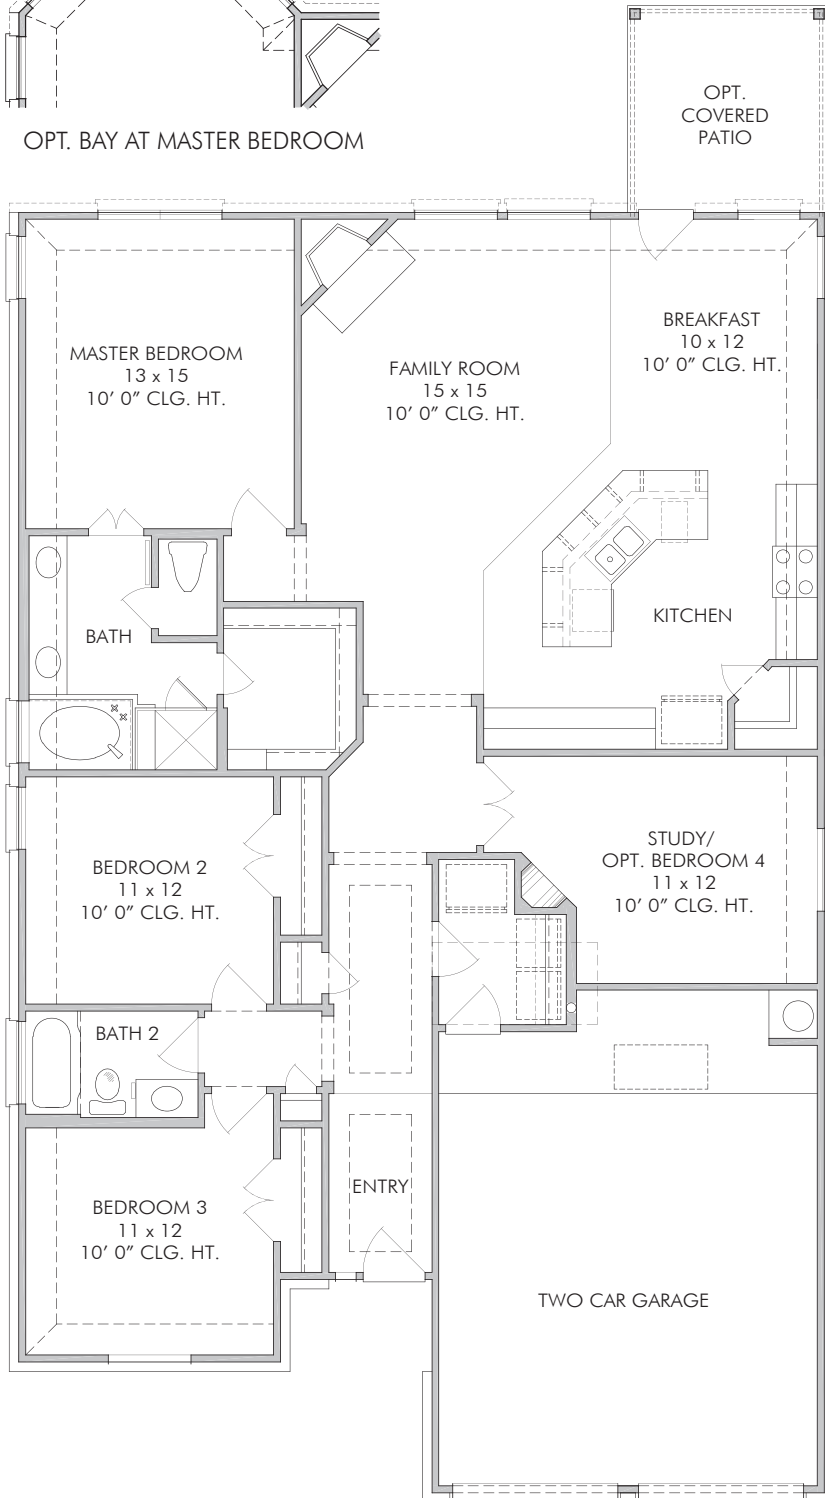 OPT. BAY AT MASTER BEDROOM
OPT.
COVERED
PATIO
MASTER BEDROOM
13 x 15
10' 0" CLG. HT.
FAMILY ROOM
15 x 15
10' 0" CLG. HT.
BREAKFAST
10 x 12
10' 0" CLG. HT.
BATH
KITCHEN
BEDROOM 2
11 x 12
10' 0" CLG. HT.
STUDY/
OPT. BEDROOM 4
11 x 12
10' 0" CLG. HT.
BATH 2
ENTRY
BEDROOM 3
11 x 12
10' 0" CLG. HT.
TWO CAR GARAGE